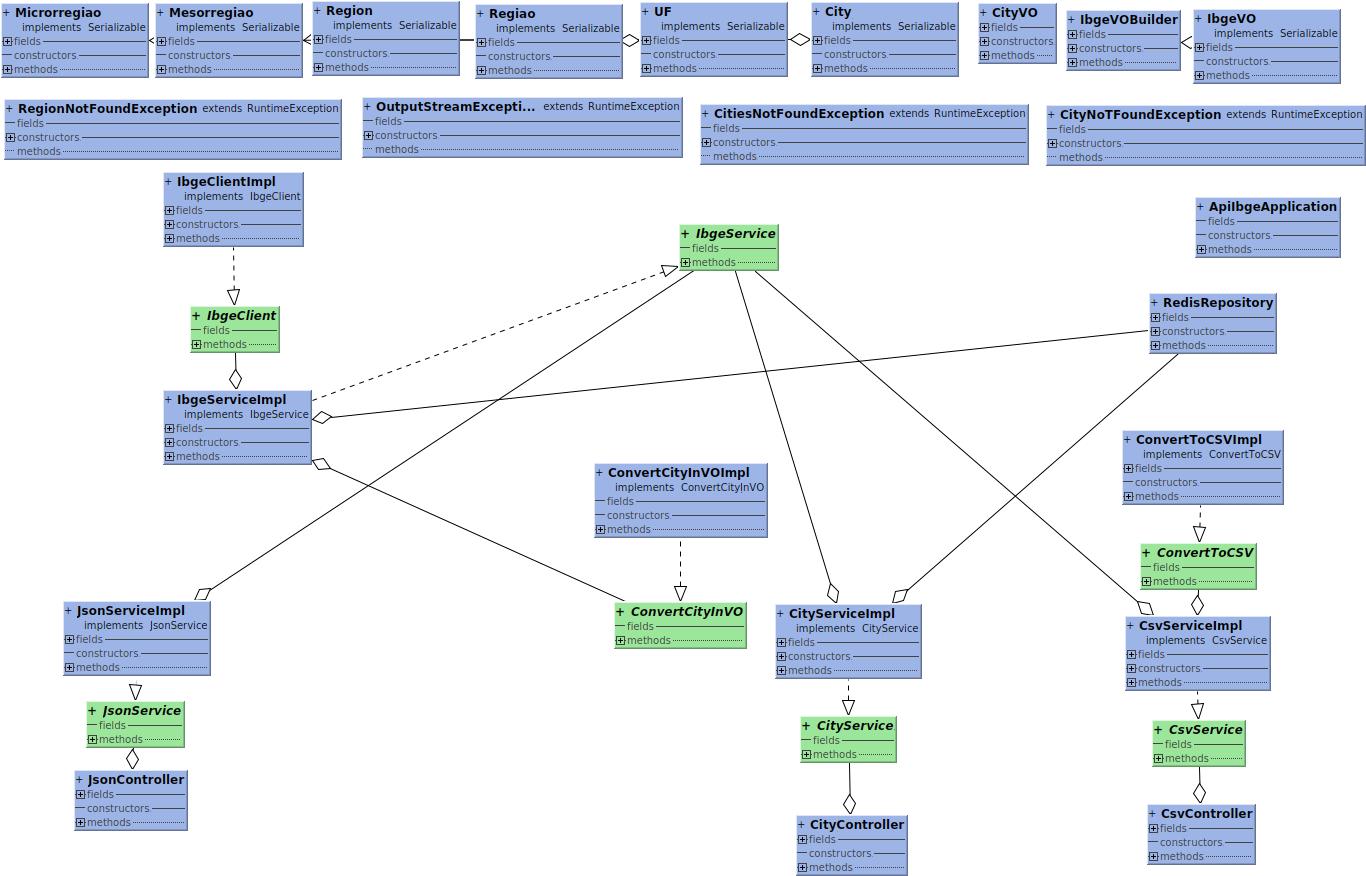 + Microrregiao
implements Serializable
fields
constructors
methods
+ Mesorregiao
implements Serializable
fields
constructors
methods
+ Region
implements Serializable
fields
constructors
methods
+ Regiao
implements Serializable
fields
constructors
methods
+ UF
implements Serializable
fields
constructors
methods
+ City
implements Serializable
fields
constructors
methods
+ CityVO
fields
constructors
methods
+ IbgeVOBuilder
fields
constructors
methods
+ IbgeVO
implements Serializable
fields
constructors
methods
+ RegionNotFoundException extends RuntimeException
fields
constructors
methods
+ OutputStreamExcepti... extends RuntimeException
fields
constructors
methods
+ CitiesNotFoundException extends RuntimeException
fields
constructors
methods
+ CityNoTFoundException extends RuntimeException
fields
constructors
methods
+ IbgeClientImpl
implements IbgeClient
fields
constructors
methods
+ ApiIbgeApplication
fields
constructors
methods
+ IbgeService
fields
methods
+ RedisRepository
fields
constructors
methods
+ IbgeClient
fields
methods
+ IbgeServiceImpl
implements IbgeService
fields
constructors
methods
+ ConvertToCSVImpl
implements ConvertToCSV
fields
constructors
methods
+ ConvertCityInVOImpl
implements ConvertCityInVO
fields
constructors
methods
+ ConvertToCSV
fields
methods
+ JsonServiceImpl
implements JsonService
fields
constructors
methods
+ ConvertCityInVO
fields
methods
+ CityServiceImpl
implements CityService
fields
constructors
methods
+ CsvServiceImpl
implements CsvService
fields
constructors
methods
+ JsonService
fields
methods
+ CityService
fields
methods
+ CsvService
fields
methods
+ JsonController
fields
constructors
methods
+ CityController
fields
constructors
methods
+ CsvController
fields
constructors
methods